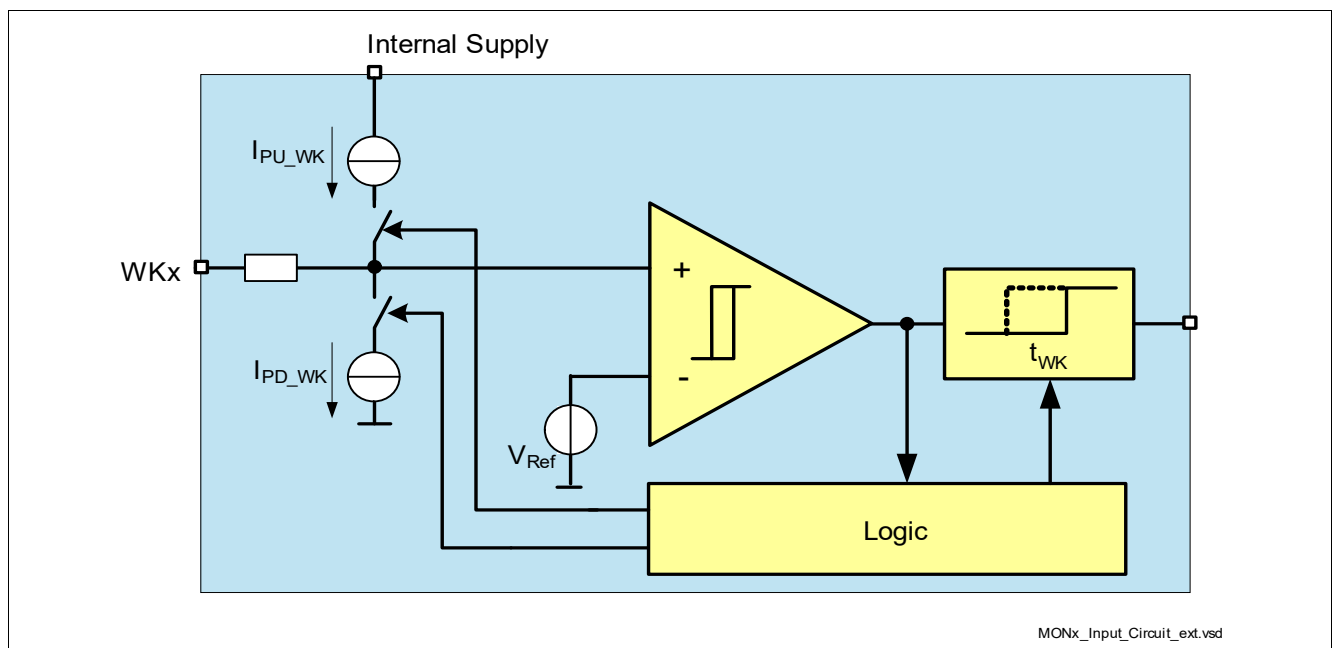 Internal Supply
IPU_WK
WKx
+
IPD_WK
-
VRef
tWK
Logic
MONx_Input_Circuit_ext.vsd